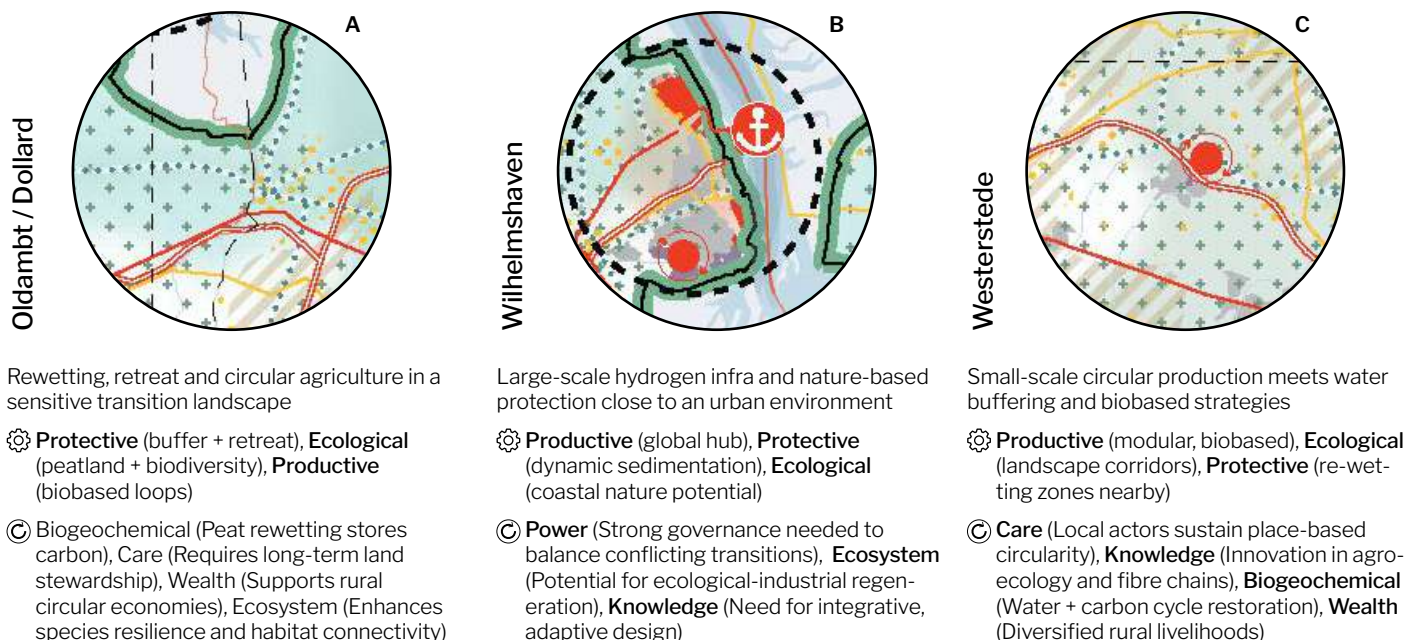 A
Oldambt / Dollard
Rewetting, retreat and circular agriculture in a
sensitive transition landscape
Protective (buffer + retreat), Ecological
(peatland + biodiversity), Productive
(biobased loops)
Biogeochemical (Peat rewetting stores
carbon), Care (Requires long-term land
stewardship), Wealth (Supports rural
circular economies), Ecosystem (Enhances
species resilience and habitat connectivity)
B
Wilhelmshaven
Large-scale hydrogen infra and nature-based
protection close to an urban environment
Productive (global hub), Protective
(dynamic sedimentation), Ecological
(coastal nature potential)
Power (Strong governance needed to
balance conflicting transitions), Ecosystem
(Potential for ecological-industrial regen-
eration), Knowledge (Need for integrative,
adaptive design)
C
Westerstede
Small-scale circular production meets water
buffering and biobased strategies
Productive (modular, biobased), Ecological
(landscape corridors), Protective (re-wet-
ting zones nearby)
Care (Local actors sustain place-based
circularity), Knowledge (Innovation in agro-
ecology and fibre chains), Biogeochemical
(Water + carbon cycle restoration), Wealth
(Diversified rural livelihoods)